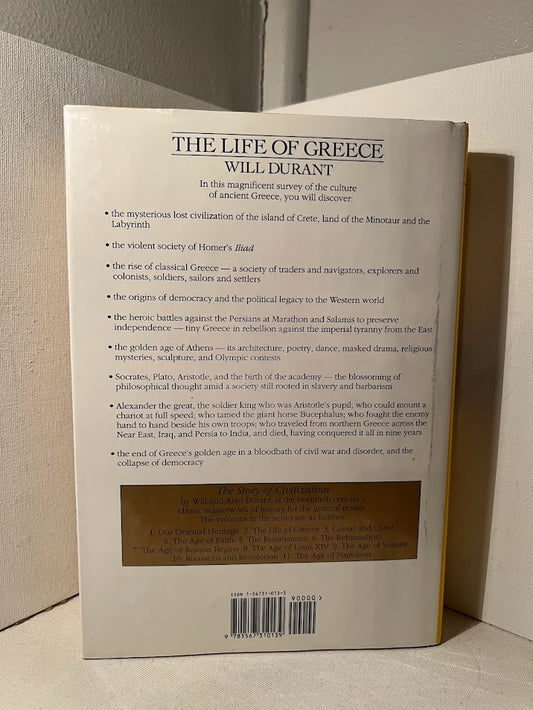 THE LIFE OF GREECE
WILL DURANT
In this magnificent survey of the culture
of ancient Greece, you will discover:
• the mysterious lost civilization of the island of Crete, land of the Minotaur and the
Labyrinth
• the violent society of Homer's Iliad
• the rise of classical Greece — a society of traders and navigators, explorers and
colonists, soldiers, sailors and settlers
• the origins of democracy and the political legacy to the Western world
• the heroic battles against the Persians at Marathon and Salamis to preserve
independence — tiny Greece in rebellion against the imperial tyranny from the East
• the golden age of Athens — its architecture, poetry, dance, masked drama, religious
mysteries, sculpture, and Olympic contests
• Socrates, Plato, Aristotle, and the birth of the academy — the blossoming of
philosophical thought amid a society still rooted in slavery and barbarism
• Alexander the great, the soldier king who was Aristotle's pupil; who could mount a
chariot at full speed; who tamed the giant horse Bucephalus; who fought the enemy
hand to hand beside his own troops; who traveled from northern Greece across the
Near East, Iraq, and Persia to India, and died, having conquered it all in nine years
• the end of Greece's golden age in a bloodbath of civil war and disorder, and the
collapse of democracy
The Story of Civilization
by Will and Ariel Durant, is the twentieth century's
classic masterwork of history for the general reader.
The volumes in the series are as follows:
1. Our Oriental Heritage 2. The Life of Greece 3. Caesar and Christ
4. The Age of Faith 5. The Renaissance 6. The Reformation
7. The Age of Reason Begins 8. The Age of Louis XIV 9. The Age of Voltaire
10. Rousseau and Revolution 11. The Age of Napoleon
ISBN 1-56731-013-3
90000>
9 781567 310139